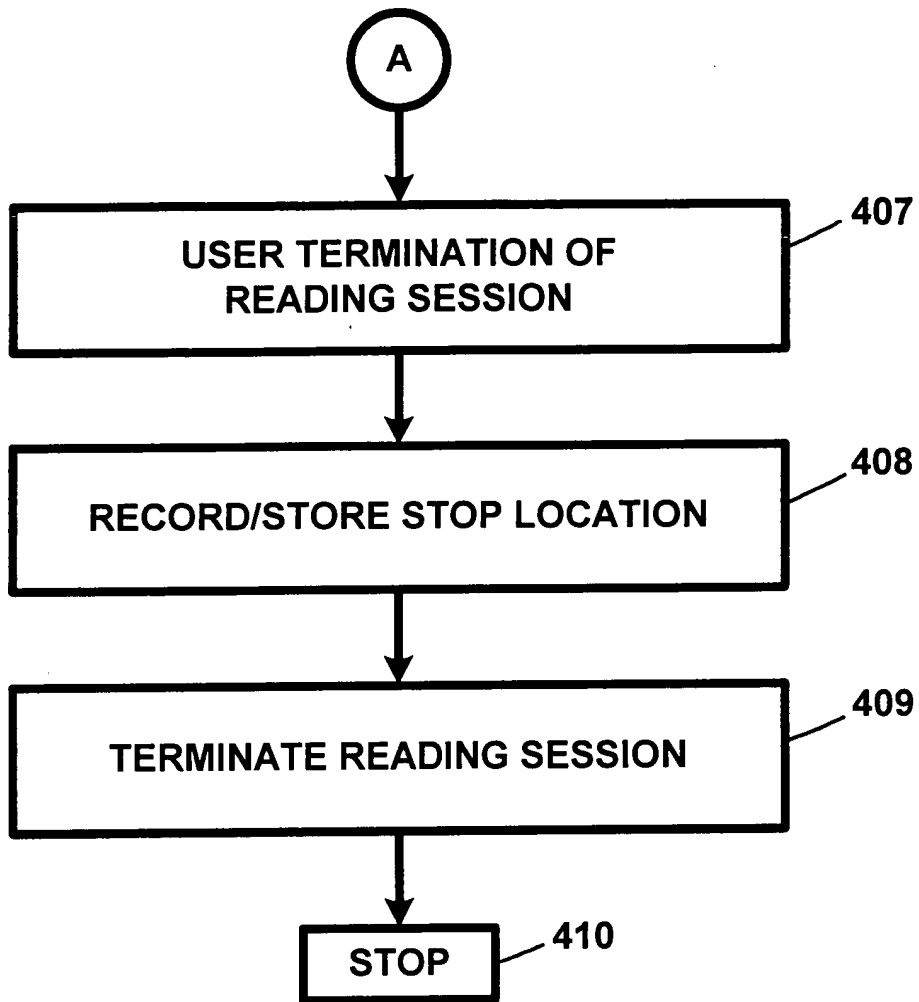 A
407
USER TERMINATION OF
READING SESSION
408
RECORD/STORE STOP LOCATION
409
TERMINATE READING SESSION
410
STOP